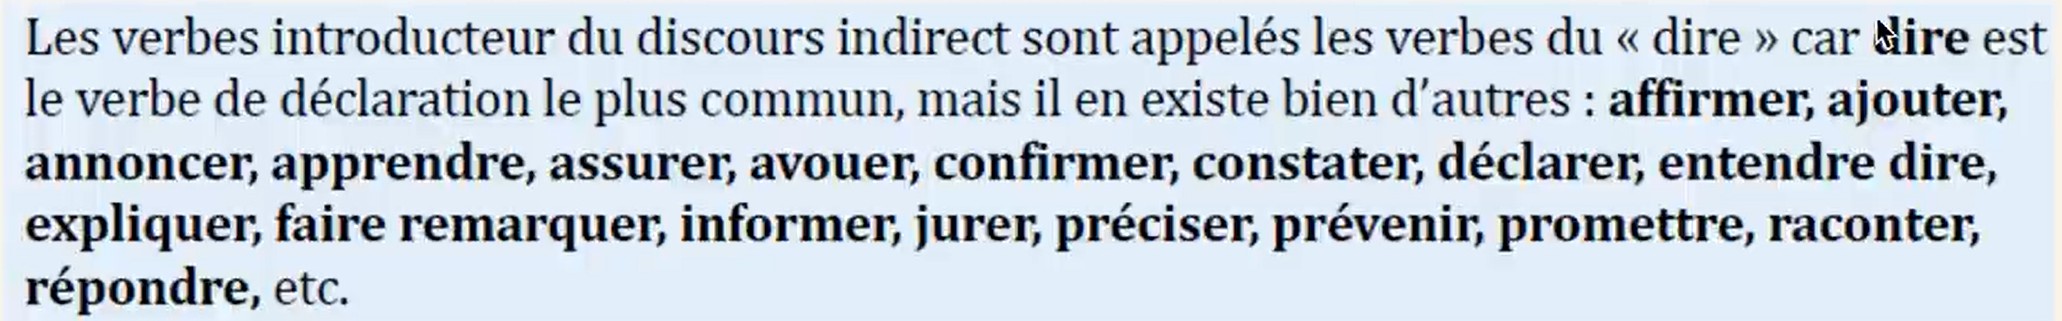 Les verbes introducteur du discours indirect sont appelés les verbes du « dire » car dire est
le verbe de déclaration le plus commun, mais il en existe bien d’autres : affirmer, ajouter,
annoncer, apprendre, assurer, avouer, confirmer, constater, déclarer, entendre dire,
expliquer, faire remarquer, informer, jurer, préciser, prévenir, promettre, raconter,
répondre, etc.